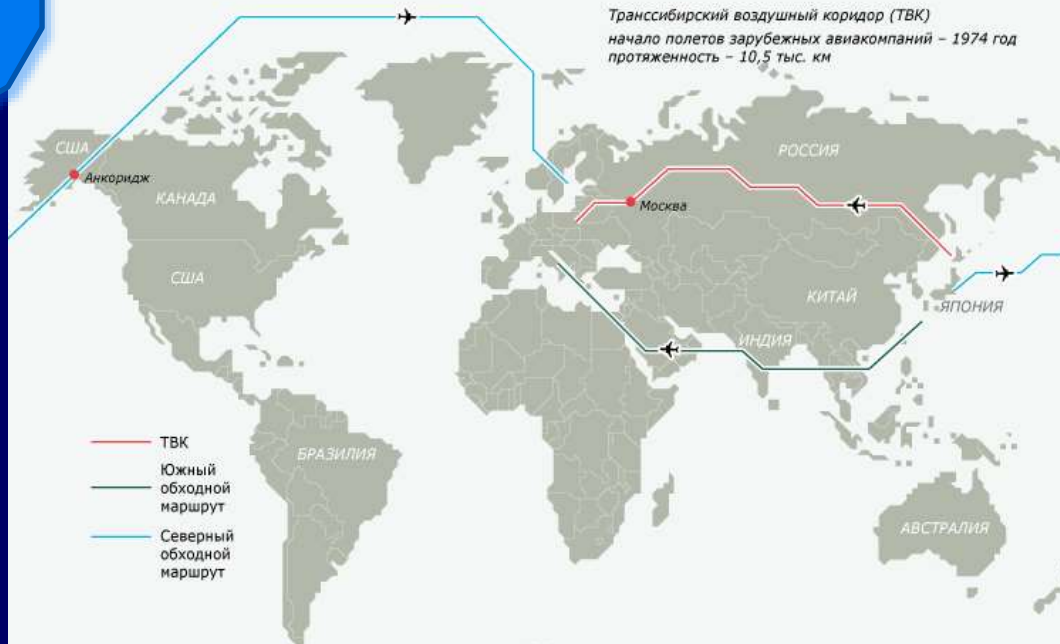 Транссибирский воздушный коридор (ТВК)
начало полетов зарубежных авиакомпаний – 1974 год
протяженность – 10,5 тыс. км
США
Анкоридж
КАНАДА
США
РОССИЯ
Москва
КИТАЙ
ЯПОНИЯ
ИНДИЯ
БРАЗИЛИЯ
АВСТРАЛИЯ
ТВК
Южный
обходной
маршрут
Северный
обходной
маршрут